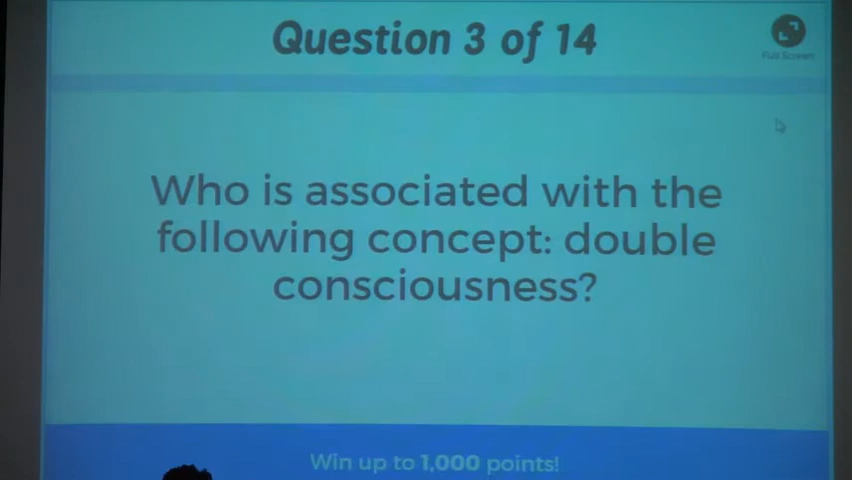 Question 3 of 14
Full Screen
Who is associated with the
following concept: double
consciousness?
Win up to 1,000 points!